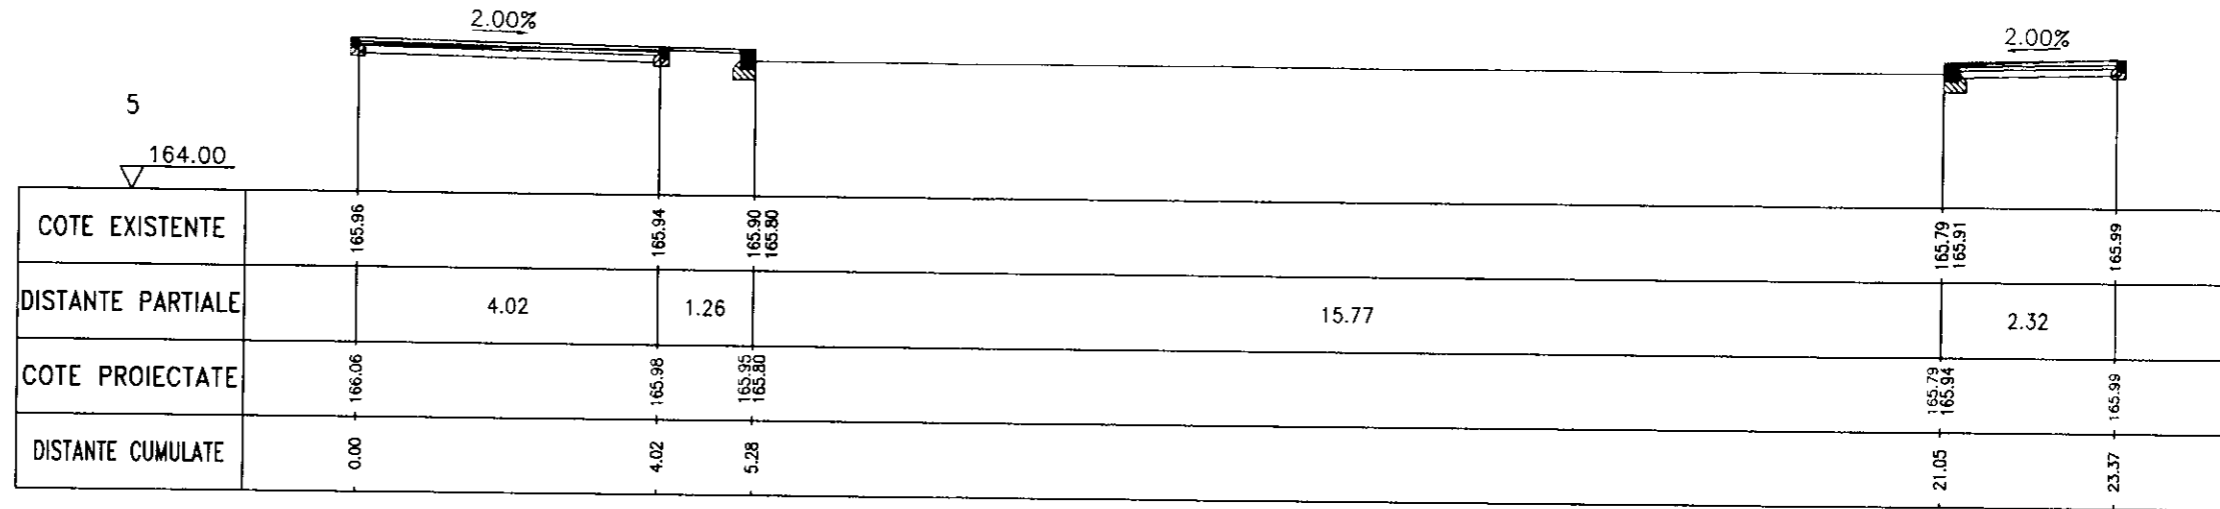 2.00%
2.00%
5
164.00
COTE EXISTENTE 165.96 165.94 165.90 165.80 165.79 165.91 165.99
DISTANTE PARTIALE 4.02 1.26 15.77 2.32
COTE PROIECTATE 166.06 165.98 165.95 165.80 165.79 165.94 165.99
DISTANTE CUMULATE 0.00 4.02 5.28 21.05 23.37